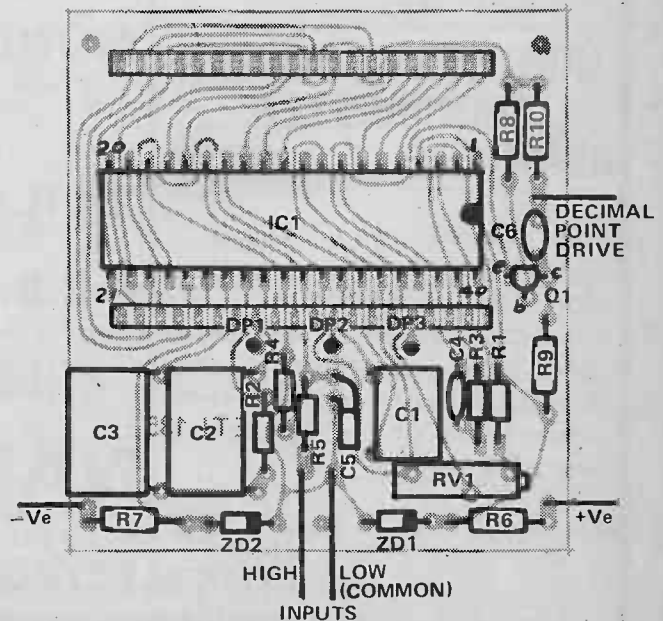 20
1
R8
R10
IC1
C6
DECIMAL
POINT
DRIVE
e
c
b
Q1
21
40
DP1
DP2
DP3
R4
R2
C4
R3
R1
R9
C3
C2
R5
C5
C1
RV1
–Ve
R7
ZD2
ZD1
R6
+Ve
HIGH
LOW
(COMMON)
INPUTS